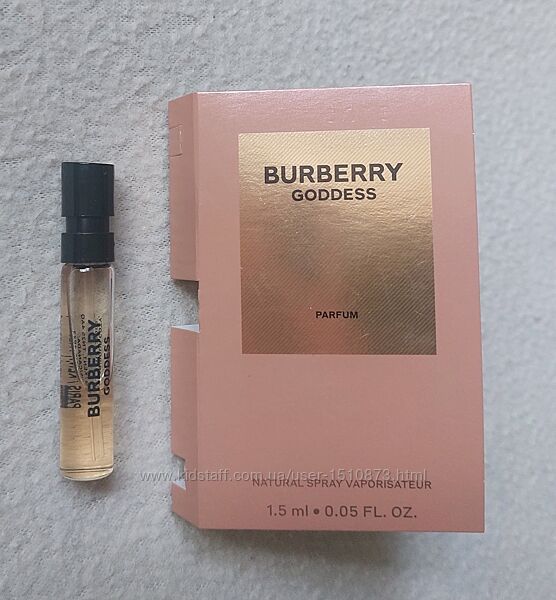 BURBERRY
GODDESS
PARFUM
www.kidstaff.com.ua/user-1510873.html
NATURAL SPRAY VAPORISATEUR
1.5 ml • 0.05 FL. OZ.
BURBERRY
GODDESS